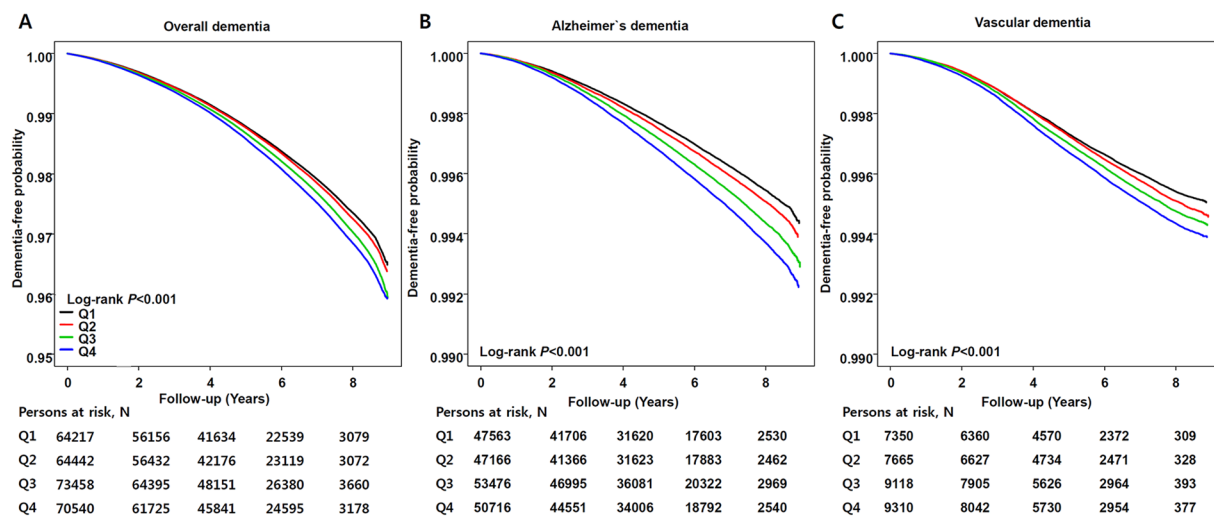 A
Overall dementia
Dementia-free probability
1.00
0.99
0.98
0.97
0.96
0.95
Log-rank P<0.001
Q1
Q2
Q3
Q4
0 2 4 6 8
Follow-up (Years)
Persons at risk, N
Q1 64217 56156 41634 22539 3079
Q2 64442 56432 42176 23119 3072
Q3 73458 64395 48151 26380 3660
Q4 70540 61725 45841 24595 3178
B
Alzheimer`s dementia
Dementia-free probability
1.000
0.998
0.996
0.994
0.992
0.990
Log-rank P<0.001
0 2 4 6 8
Follow-up (Years)
Persons at risk, N
Q1 47563 41706 31620 17603 2530
Q2 47166 41366 31623 17883 2462
Q3 53476 46995 36081 20322 2969
Q4 50716 44551 34006 18792 2540
C
Vascular dementia
Dementia-free probability
1.000
0.998
0.996
0.994
0.992
0.990
Log-rank P<0.001
0 2 4 6 8
Follow-up (Years)
Persons at risk, N
Q1 7350 6360 4570 2372 309
Q2 7665 6627 4734 2471 328
Q3 9118 7905 5626 2964 393
Q4 9310 8042 5730 2954 377